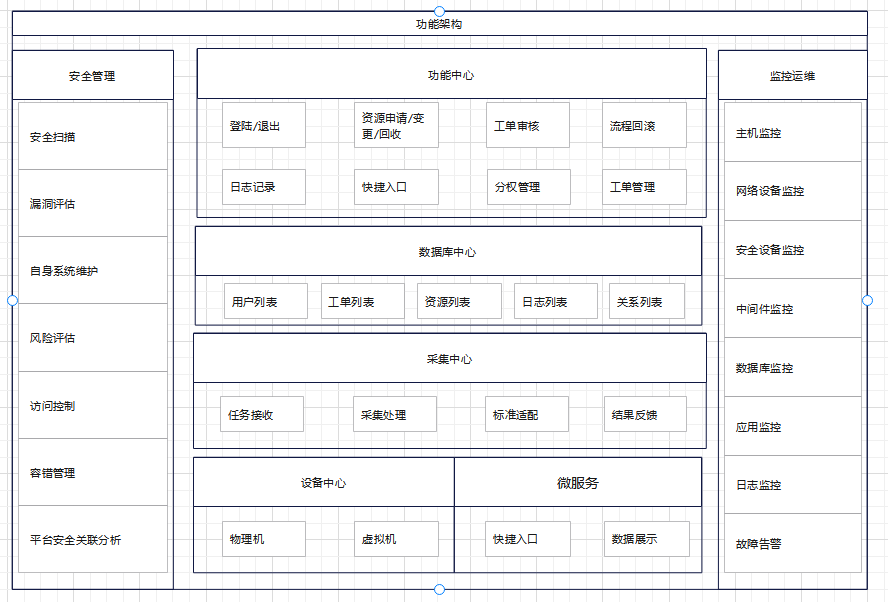 功能架构
安全管理
安全扫描
漏洞评估
自身系统维护
风险评估
访问控制
容错管理
平台安全关联分析
功能中心
登陆/退出
资源申请/变
更/回收
工单审核
流程回滚
日志记录
快捷入口
分权管理
工单管理
数据库中心
用户列表
工单列表
资源列表
日志列表
关系列表
采集中心
任务接收
采集处理
标准适配
结果反馈
设备中心
物理机
虚拟机
微服务
快捷入口
数据展示
监控运维
主机监控
网络设备监控
安全设备监控
中间件监控
数据库监控
应用监控
日志监控
故障告警